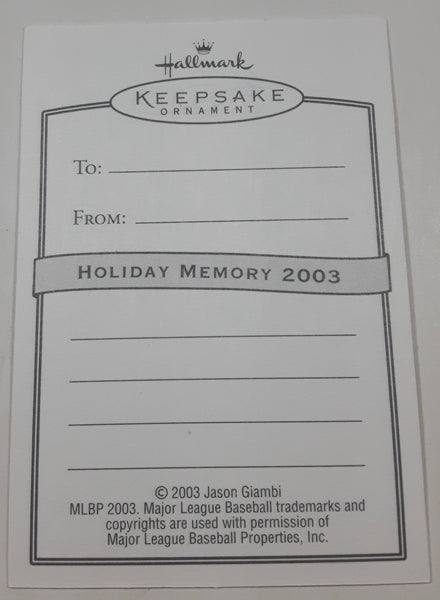 Hallmark
KEEPSAKE
ORNAMENT
TO:
FROM:
HOLIDAY MEMORY 2003
© 2003 Jason Giambi
MLBP 2003. Major League Baseball trademarks and
copyrights are used with permission of
Major League Baseball Properties, Inc.